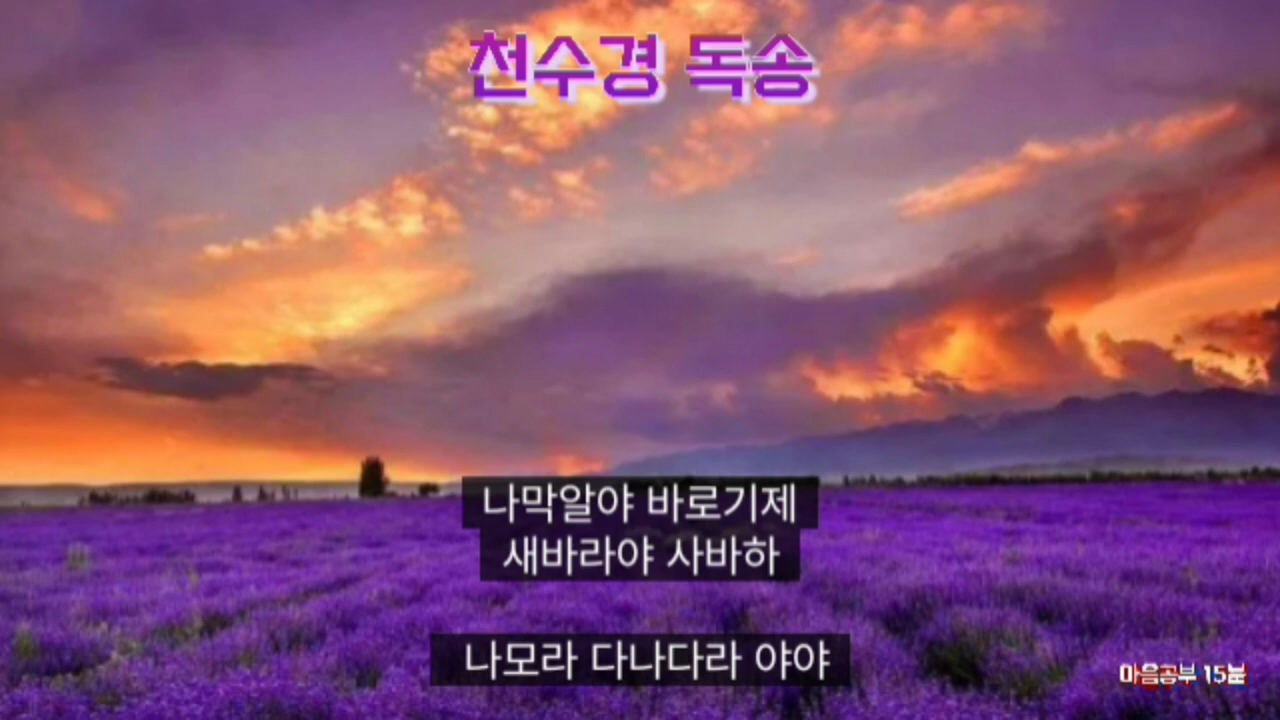 천수경 독송
나막알야 바로기제
새바라야 사바하
나모라 다나다라 야야
마음공부 15분